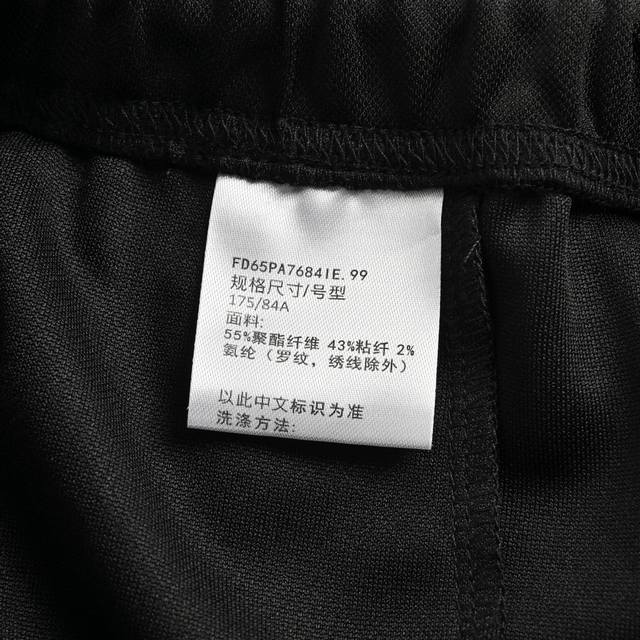 FD65PA7684IE.99
规格尺寸/号型
175/84A
面料:
55%聚酯纤维 43%粘纤 2%
氨纶（罗纹，绣线除外）
以此中文标识为准
洗涤方法: